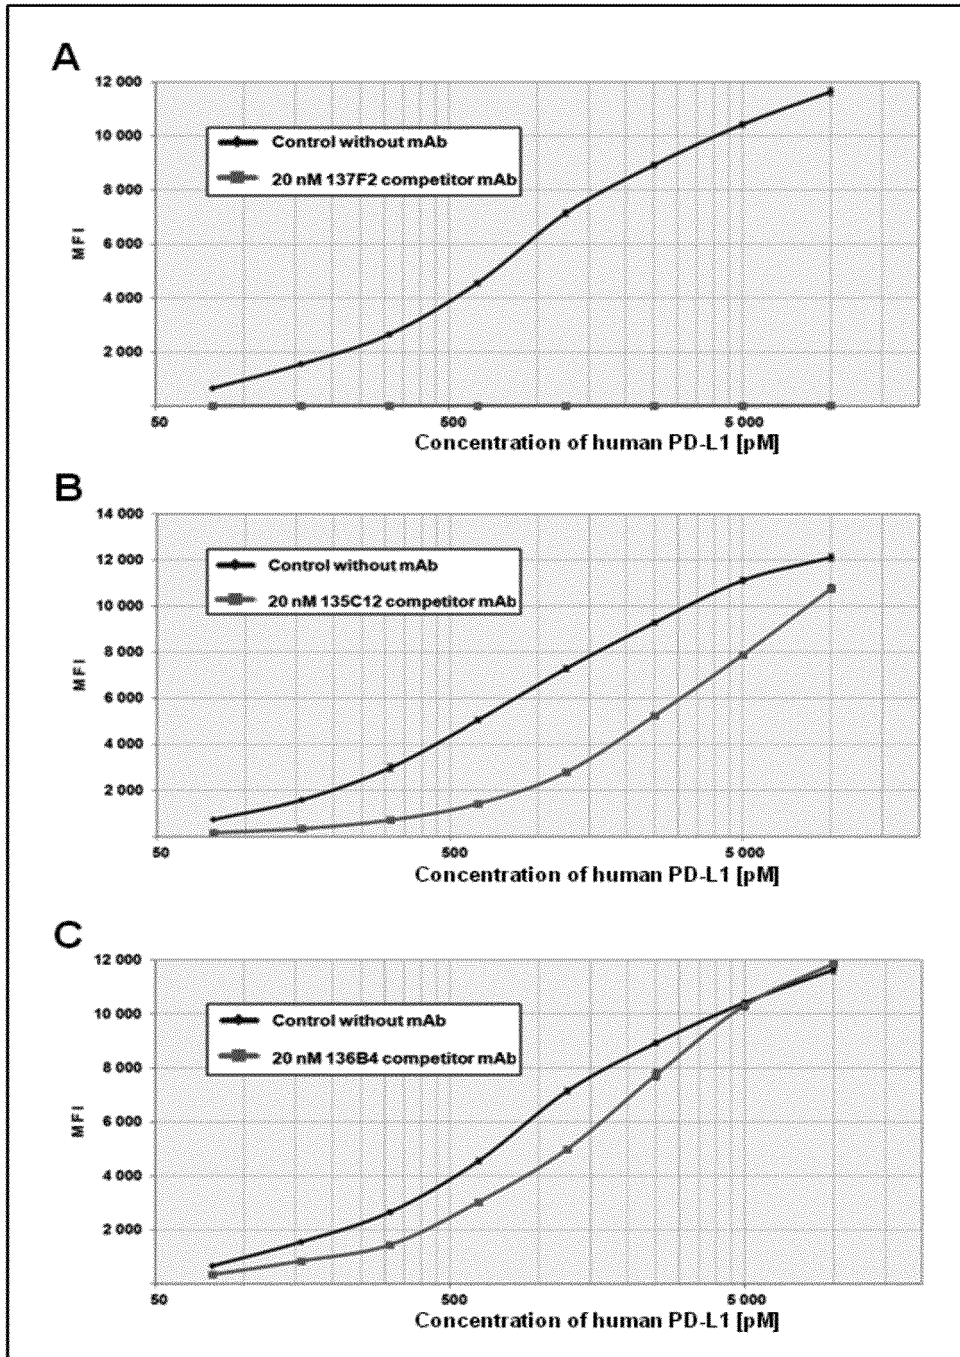 A
MFI
12 000
10 000
8 000
6 000
4 000
2 000
Control without mAb
20 nM 137F2 competitor mAb
50
500
5 000
Concentration of human PD-L1 [pM]
B
MFI
14 000
12 000
10 000
8 000
6 000
4 000
2 000
Control without mAb
20 nM 135C12 competitor mAb
50
500
5 000
Concentration of human PD-L1 [pM]
C
MFI
12 000
10 000
8 000
6 000
4 000
2 000
Control without mAb
20 nM 136B4 competitor mAb
50
500
5 000
Concentration of human PD-L1 [pM]